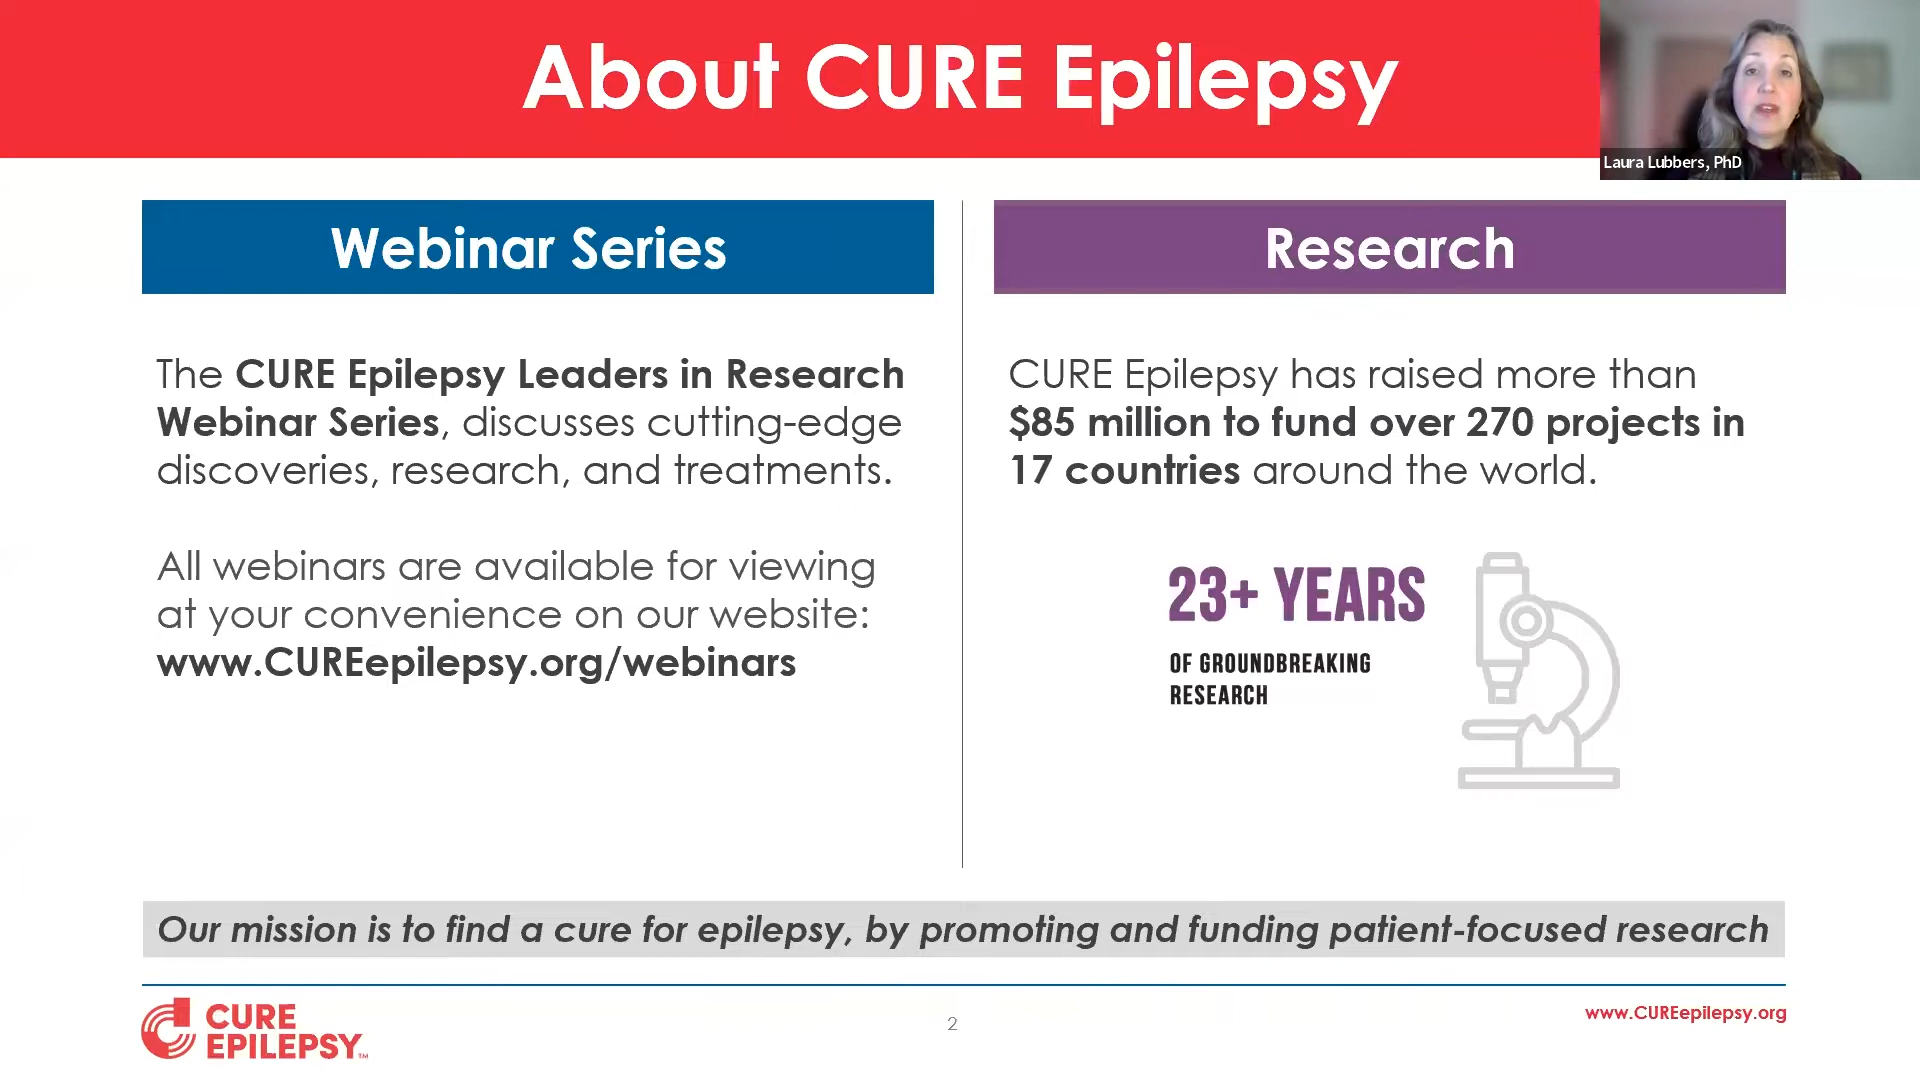 About CURE Epilepsy
Laura Lubbers, PhD
Webinar Series
The CURE Epilepsy Leaders in Research
Webinar Series, discusses cutting-edge
discoveries, research, and treatments.
All webinars are available for viewing
at your convenience on our website:
www.CUREepilepsy.org/webinars
Research
CURE Epilepsy has raised more than
$85 million to fund over 270 projects in
17 countries around the world.
23+ YEARS
OF GROUNDBREAKING
RESEARCH
Our mission is to find a cure for epilepsy, by promoting and funding patient-focused research
CURE
EPILEPSY™
2
www.CUREepilepsy.org